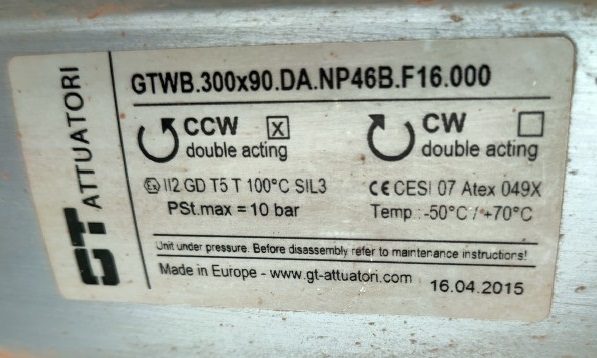 GT ATTUATORI
GTWB.300x90.DA.NP46B.F16.000
CCW x CW
double acting double acting
Ex II2 GD T5 T 100°C SIL3 CE CESI 07 Atex 049X
PSt.max = 10 bar Temp.:-50°C / +70°C
Unit under pressure. Before disassembly refer to maintenance instructions!
Made in Europe - www.gt-attuatori.com 16.04.2015